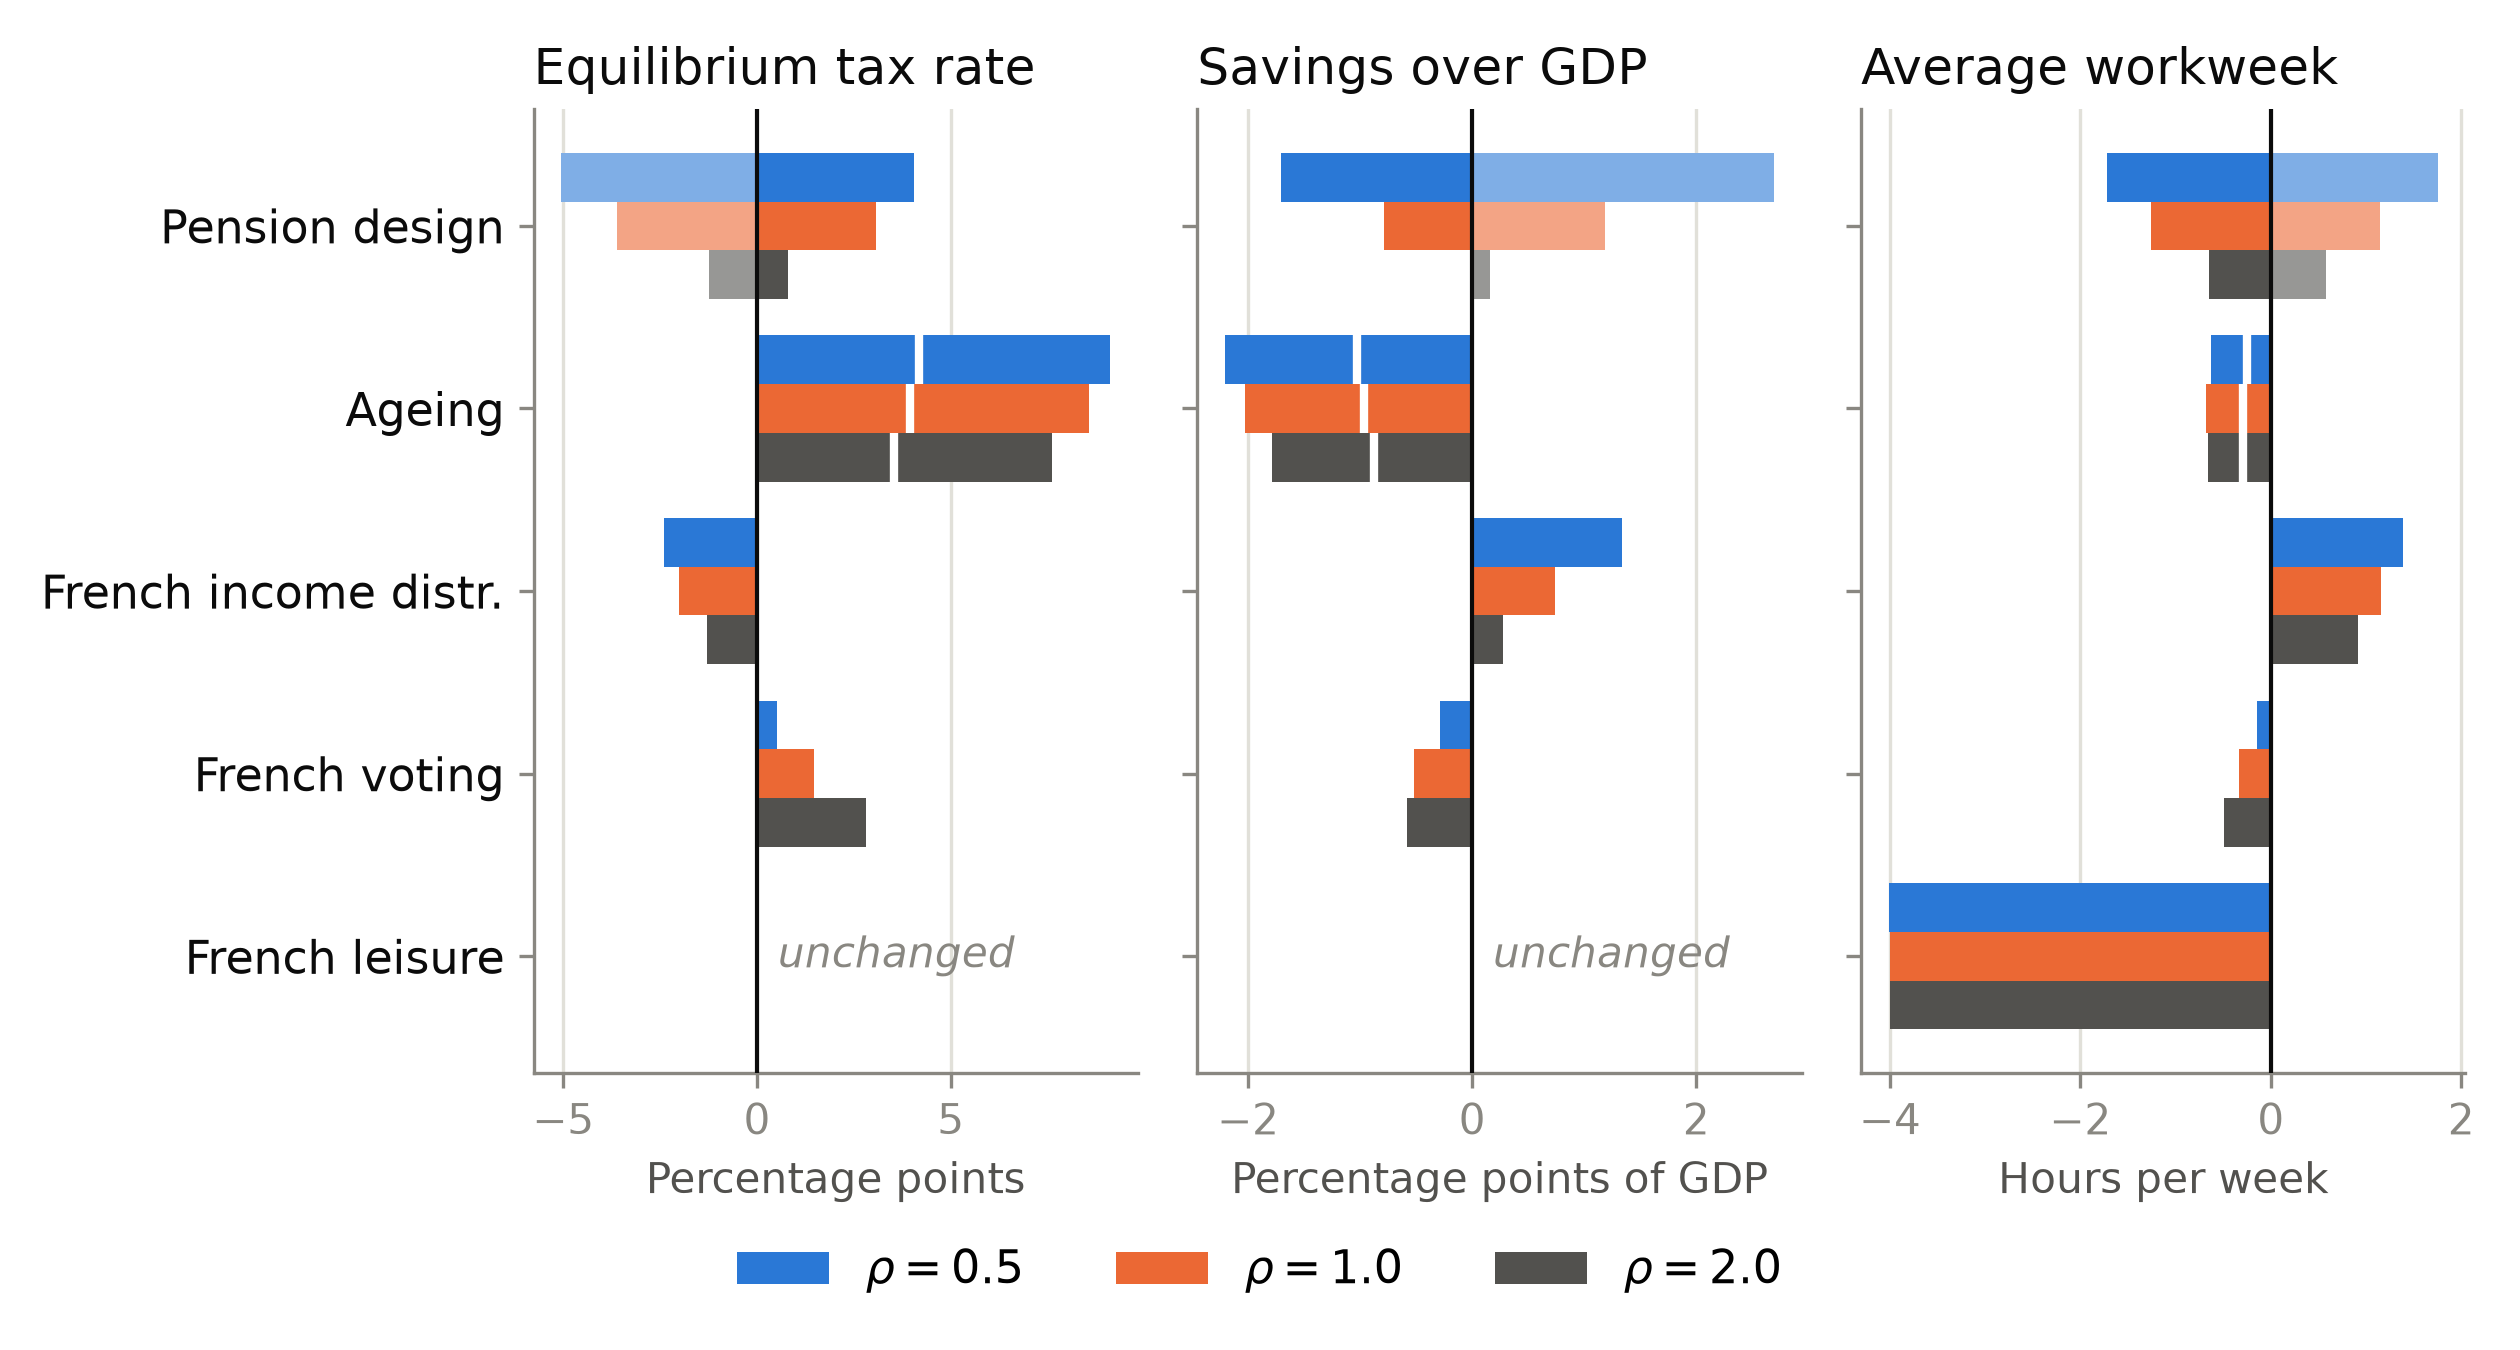 Equilibrium tax rate
Savings over GDP
Average workweek
Pension design
Ageing
French income distr.
French voting
French leisure
unchanged
unchanged
−5 0 5
−2 0 2
−4 −2 0 2
Percentage points
Percentage points of GDP
Hours per week
ρ = 0.5
ρ = 1.0
ρ = 2.0